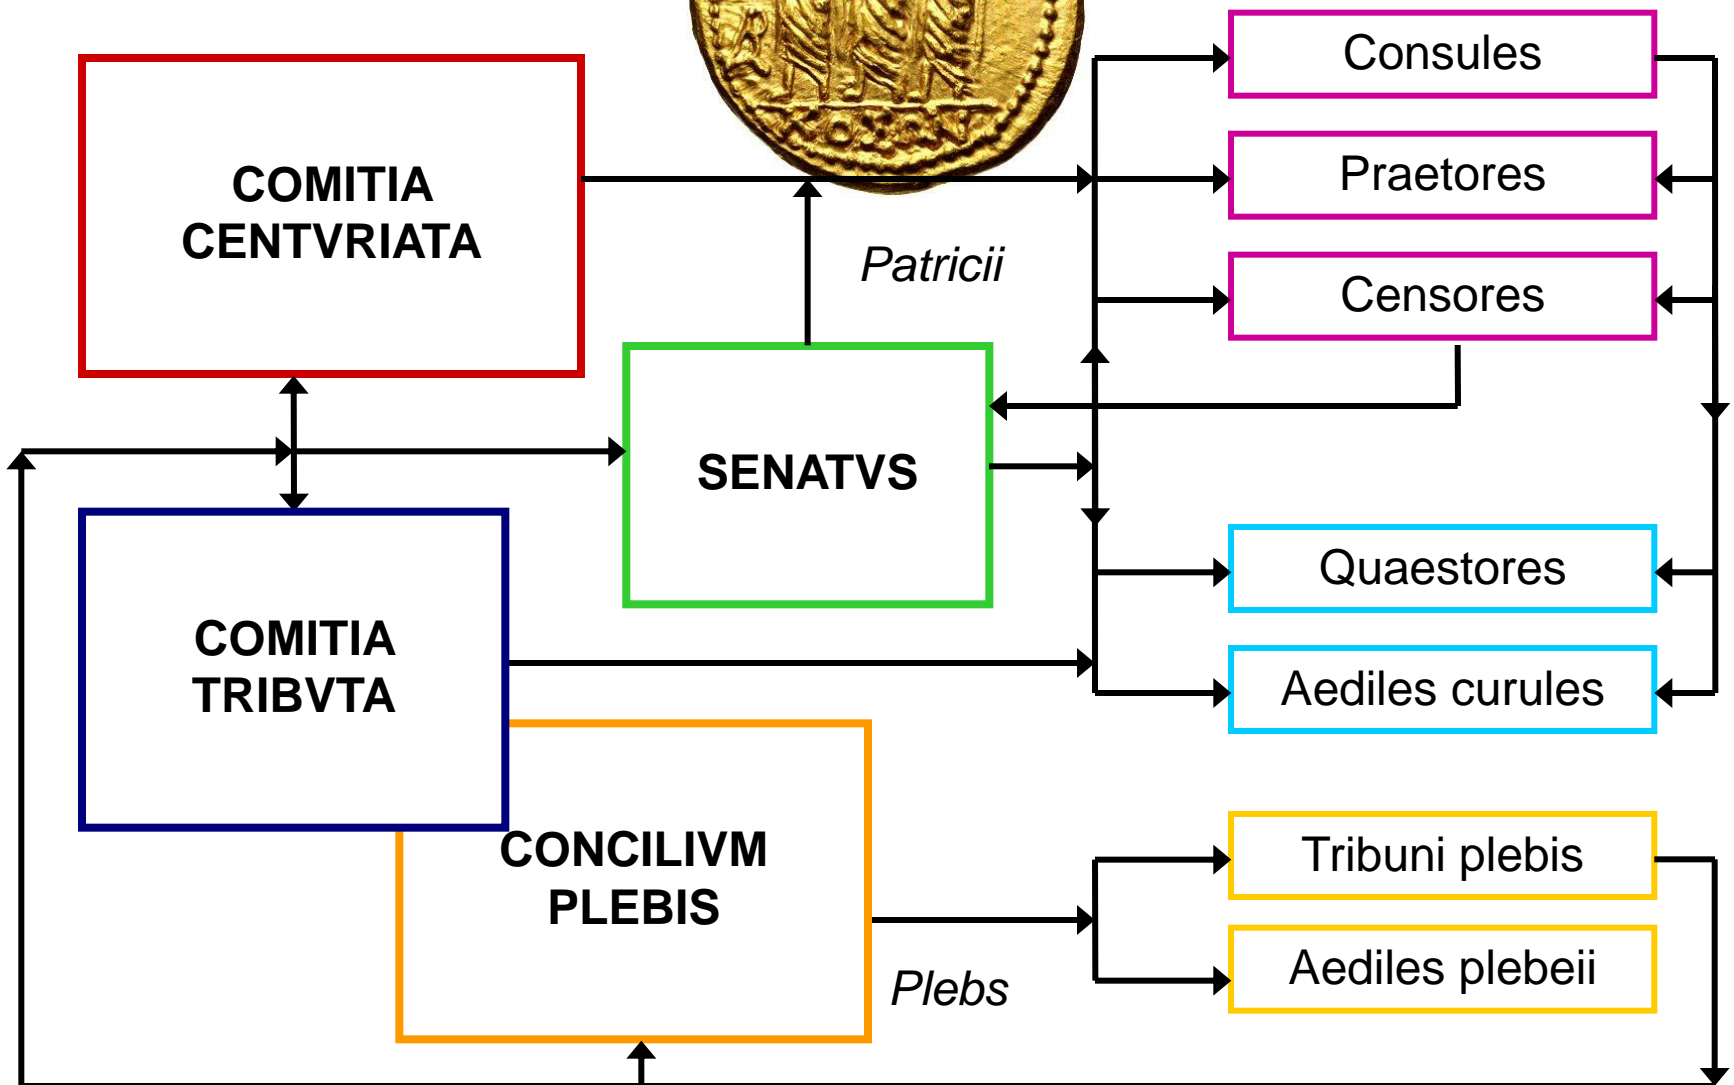 ΚΟΣΩΝ
Consules
COMITIA
CENTVRIATA
Praetores
Patricii
Censores
SENATVS
Quaestores
COMITIA
TRIBVTA
Aediles curules
CONCILIVM
PLEBIS
Tribuni plebis
Plebs
Aediles plebeii